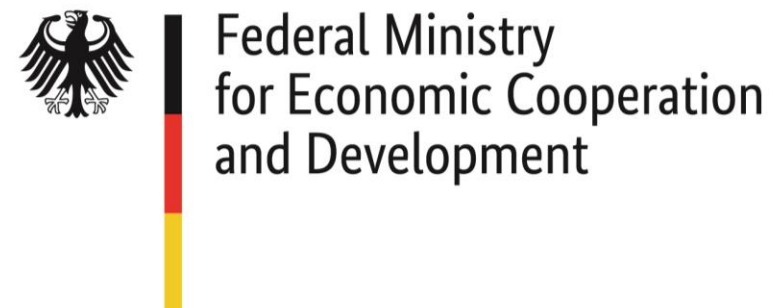 Federal Ministry
for Economic Cooperation
and Development